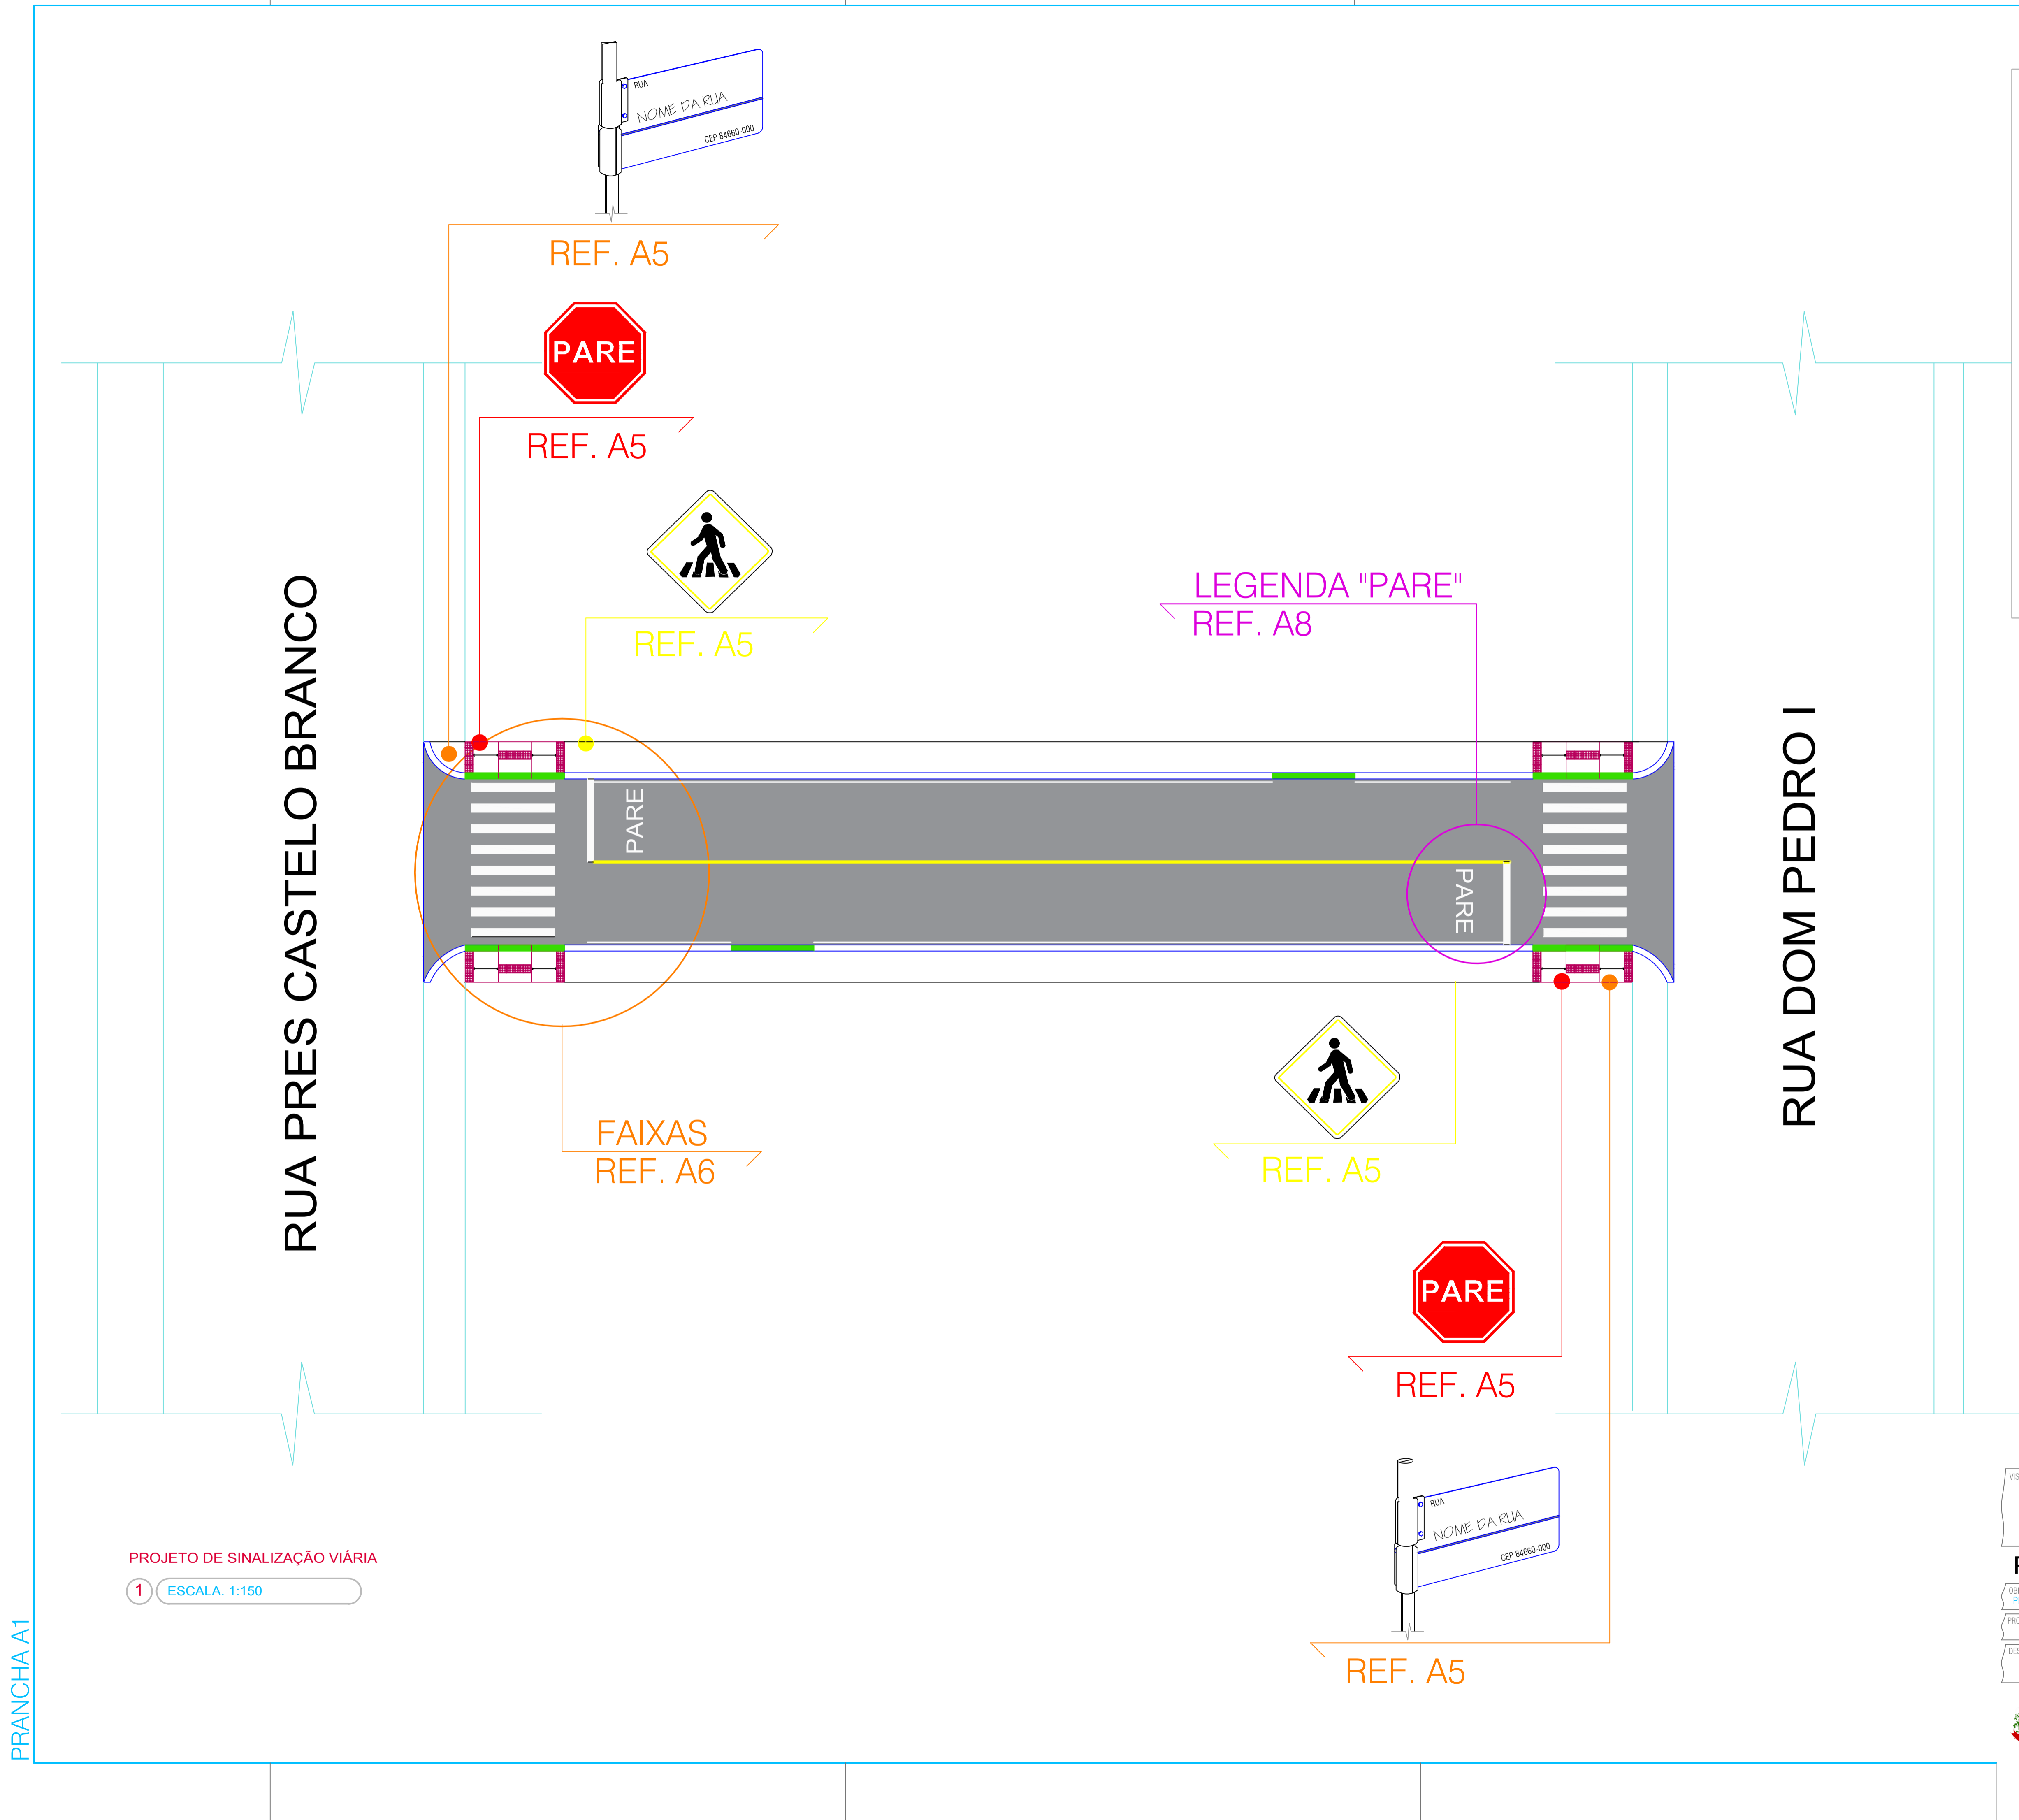 RUA
NOME DA RUA
CEP 84660-000
REF. A5
PARE
REF. A5
REF. A5
LEGENDA "PARE"
REF. A8
RUA PRES CASTELO BRANCO
RUA DOM PEDRO I
PARE
PARE
FAIXAS
REF. A6
REF. A5
PARE
REF. A5
RUA
NOME DA RUA
CEP 84660-000
REF. A5
PROJETO DE SINALIZAÇÃO VIÁRIA
1
ESCALA. 1:150
PRANCHA A1